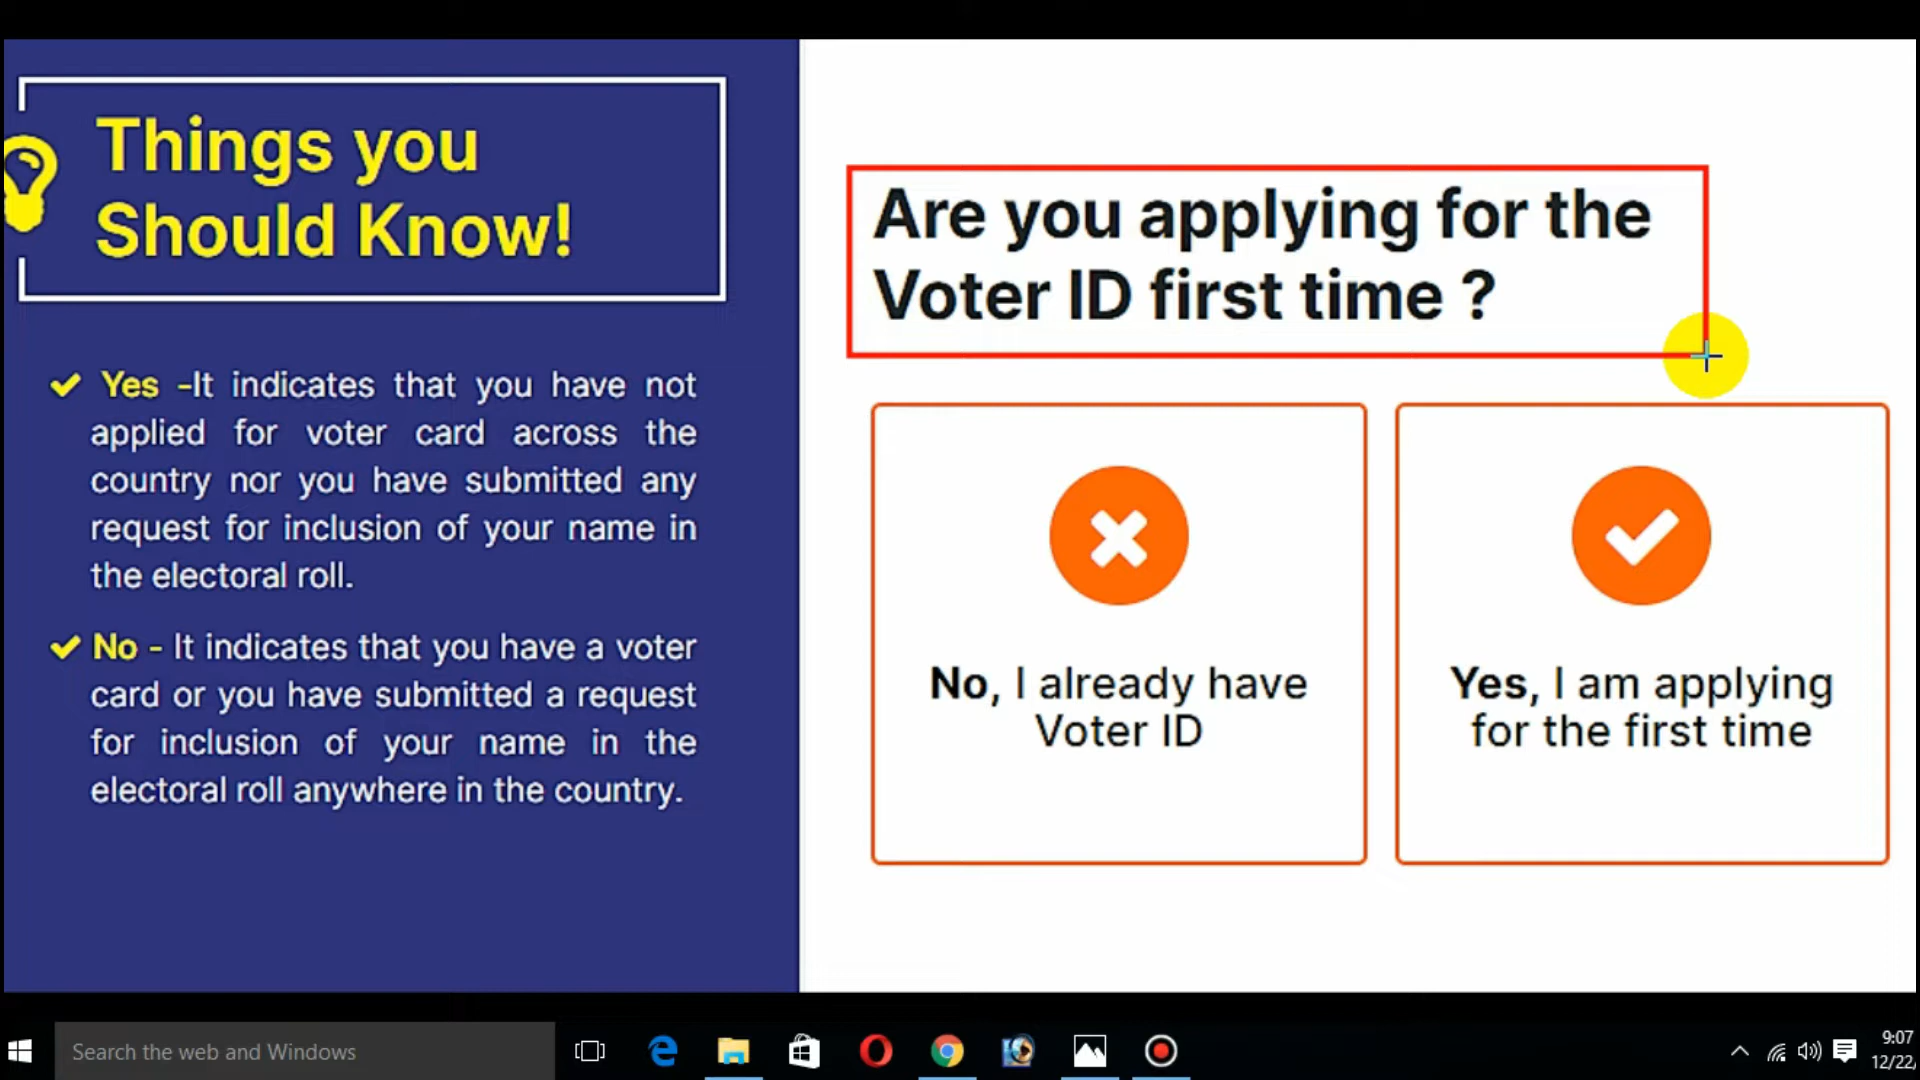 Things you
Should Know!
Yes -It indicates that you have not
applied for voter card across the
country nor you have submitted any
request for inclusion of your name in
the electoral roll.
No - It indicates that you have a voter
card or you have submitted a request
for inclusion of your name in the
electoral roll anywhere in the country.
Are you applying for the
Voter ID first time ?
No, I already have
Voter ID
Yes, I am applying
for the first time
Search the web and Windows
9:07
12/22,